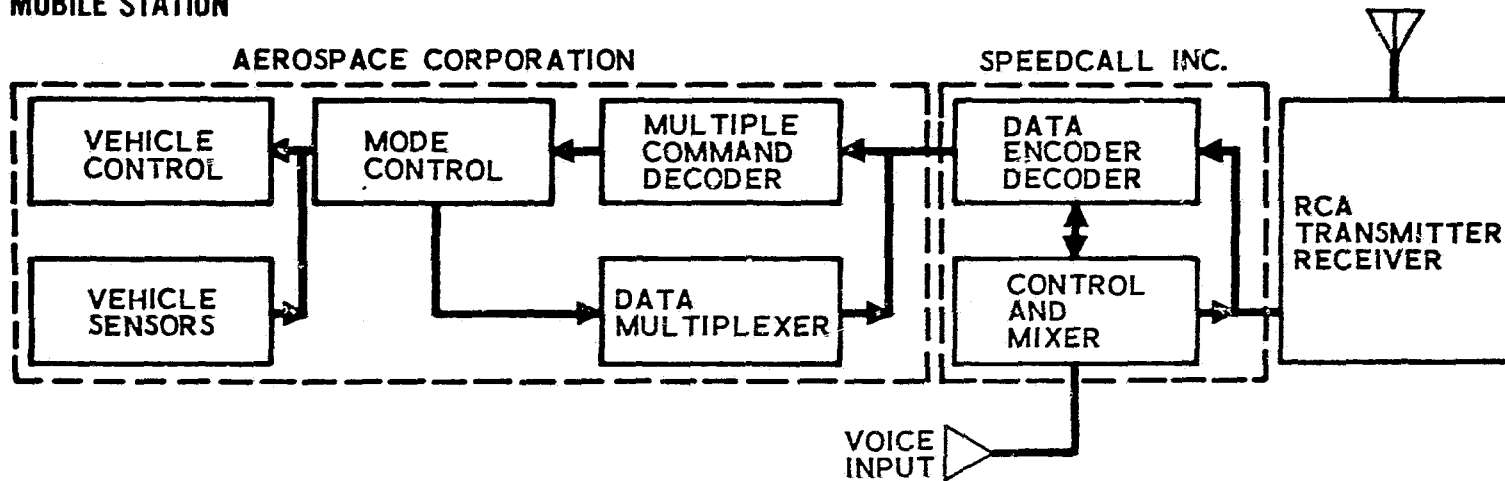 MOBILE STATION
AEROSPACE CORPORATION
SPEEDCALL INC.
VEHICLE
CONTROL
MODE
CONTROL
MULTIPLE
COMMAND
DECODER
DATA
ENCODER
DECODER
RCA
TRANSMITTER
RECEIVER
VEHICLE
SENSORS
DATA
MULTIPLEXER
CONTROL
AND
MIXER
VOICE
INPUT